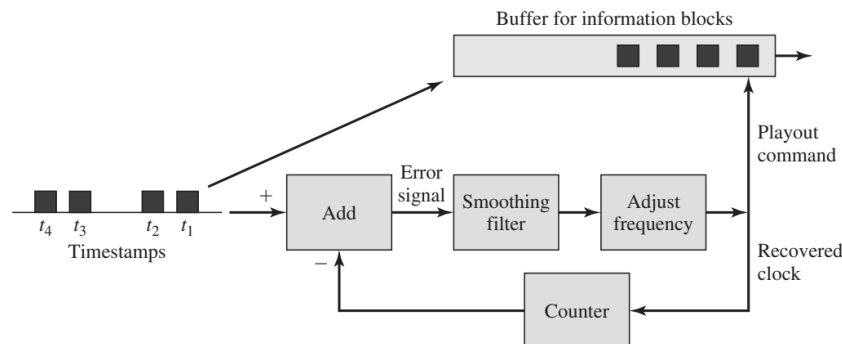 Buffer for information blocks
Playout
command
Error
signal
+
Add
Smoothing
filter
Adjust
frequency
t4 t3 t2 t1
Timestamps
−
Recovered
clock
Counter